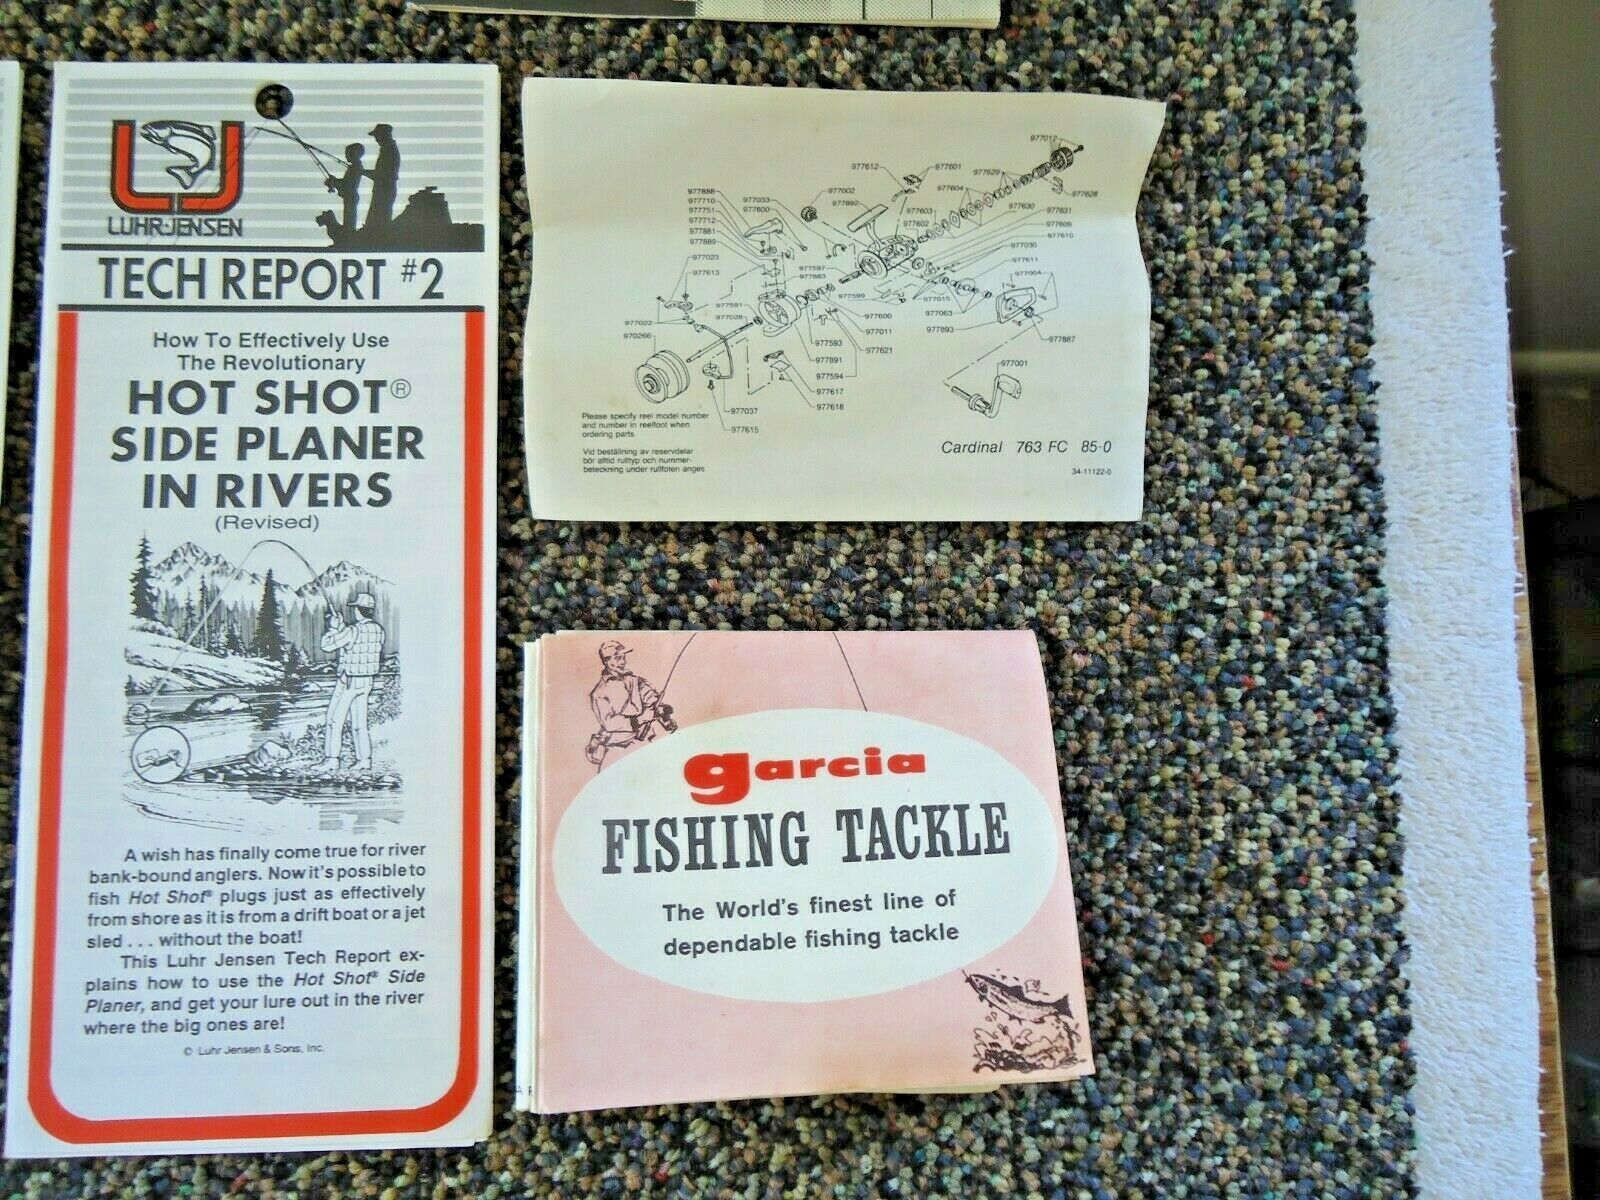 LUHR-JENSEN
TECH REPORT #2
How To Effectively Use
The Revolutionary
HOT SHOT®
SIDE PLANER
IN RIVERS
(Revised)
A wish has finally come true for river
bank-bound anglers. Now it's possible to
fish Hot Shot® plugs just as effectively
from shore as it is from a drift boat or a jet
sled . . . without the boat!
This Luhr Jensen Tech Report ex-
plains how to use the Hot Shot® Side
Planer, and get your lure out in the river
where the big ones are!
© Luhr Jensen & Sons, Inc.
977012
977612
977601
977629
977888
977002
977604
977628
977710
977033
977892
977751
977800
977603
977630
977631
977712
977602
977609
977881
977610
977889
977030
977023
977597
977611
977613
977883
977004
977591
977599
977015
977022
977028
977600
977063
970266
977011
977893
977593
977621
977887
977891
977001
977594
977617
977037
977618
977615
Please specify reel model number
and number in reelfoot when
ordering parts
Vid beställning av reservdelar
bör alltid rulltyp och nummer-
beteckning under rullfoten anges
Cardinal 763 FC 85-0
34-11122-0
garcia
FISHING TACKLE
The World's finest line of
dependable fishing tackle